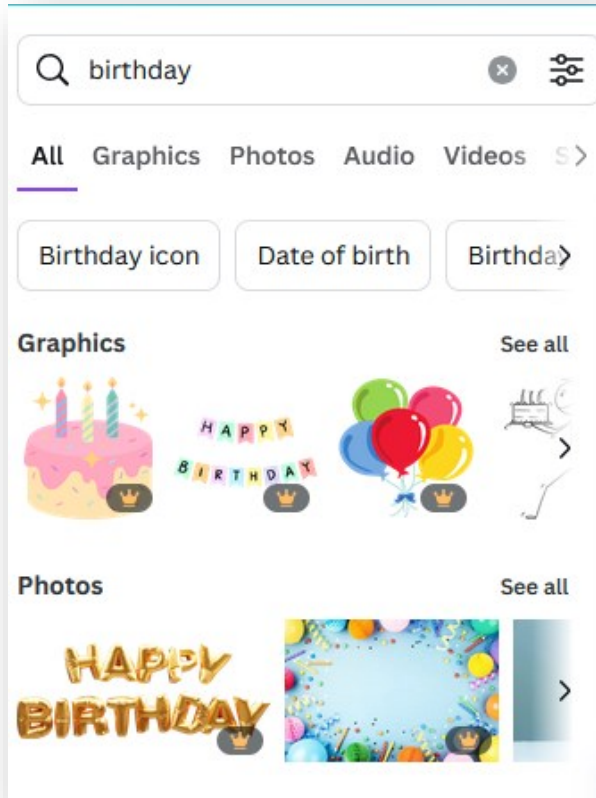 birthday
All Graphics Photos Audio Videos S
Birthday icon Date of birth Birthday
Graphics See all
HAPPY
BIRTHDAY
Photos See all
HAPPY
BIRTHDAY